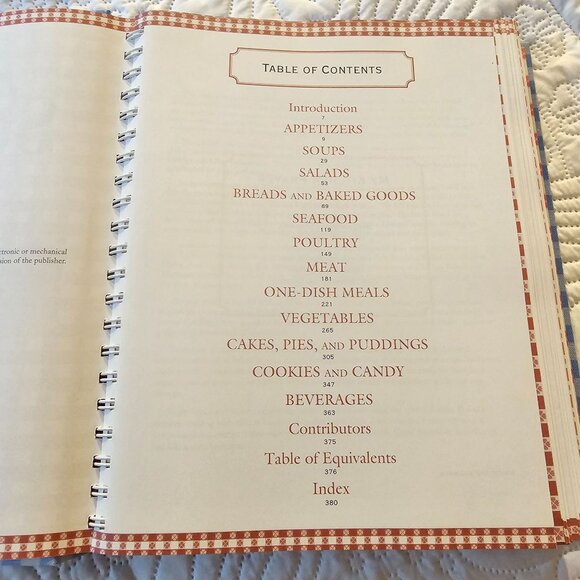 ctronic or mechanical
sion of the publisher.
TABLE OF CONTENTS
Introduction
7
APPETIZERS
9
SOUPS
29
SALADS
53
BREADS AND BAKED GOODS
69
SEAFOOD
119
POULTRY
149
MEAT
181
ONE-DISH MEALS
221
VEGETABLES
265
CAKES, PIES, AND PUDDINGS
305
COOKIES AND CANDY
347
BEVERAGES
363
Contributors
375
Table of Equivalents
376
Index
380